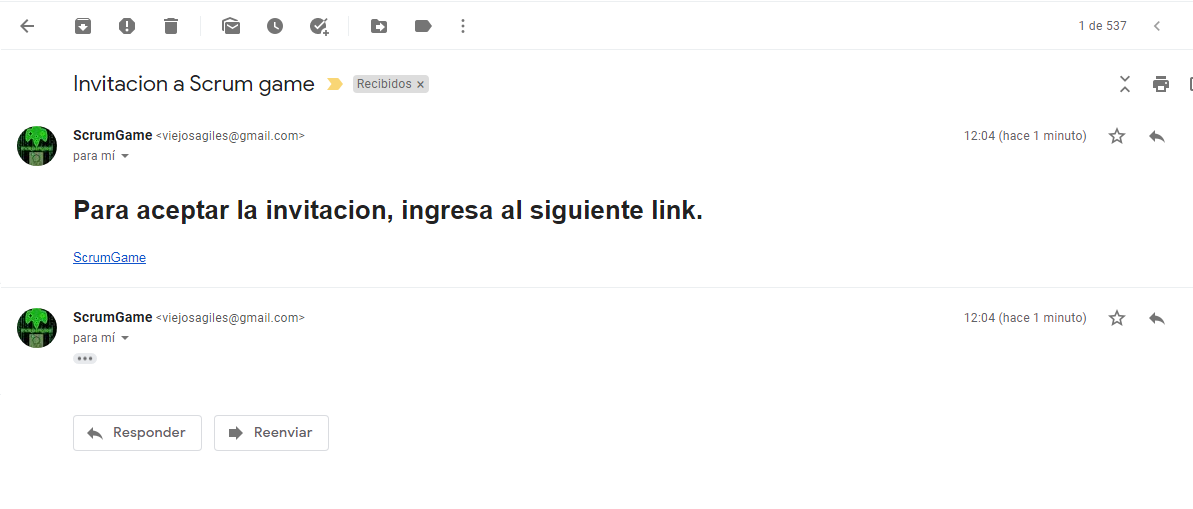 1 de 537
Invitacion a Scrum game Recibidos ×
ScrumGame <viejosagiles@gmail.com> 12:04 (hace 1 minuto)
para mí
Para aceptar la invitacion, ingresa al siguiente link.
ScrumGame
ScrumGame <viejosagiles@gmail.com> 12:04 (hace 1 minuto)
para mí
Responder Reenviar